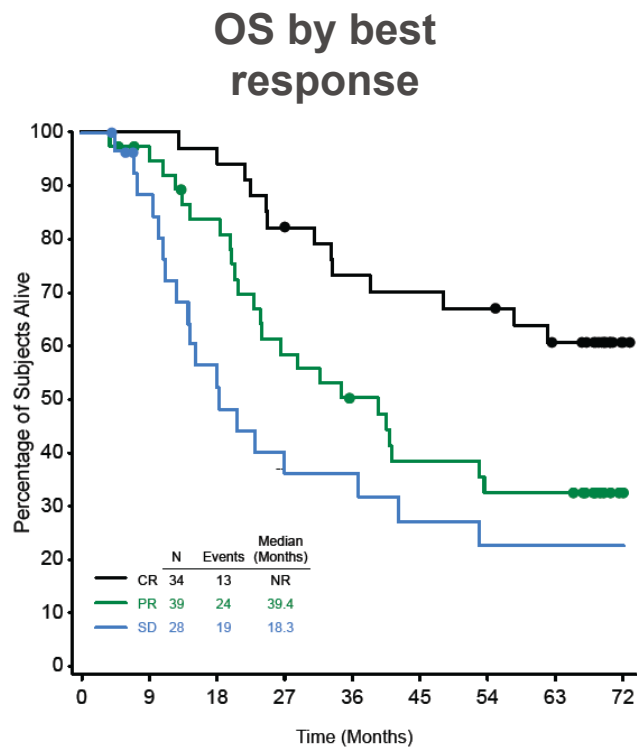 OS by best
response
Percentage of Subjects Alive
100
90
80
70
60
50
40
30
20
10
0
N Events Median
(Months)
CR 34 13 NR
PR 39 24 39.4
SD 28 19 18.3
0 9 18 27 36 45 54 63 72
Time (Months)